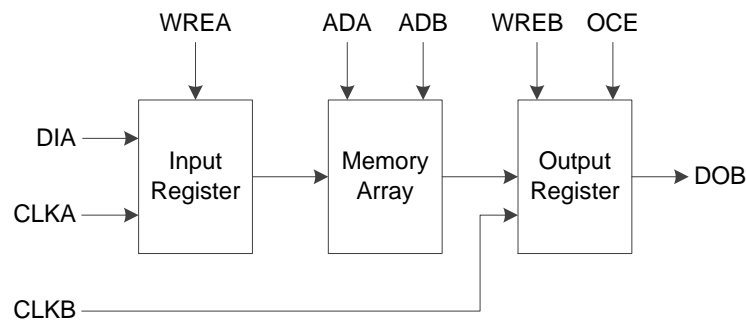 WREA ADA ADB WREB OCE
DIA
Input
Register
Memory
Array
Output
Register
DOB
CLKA
CLKB